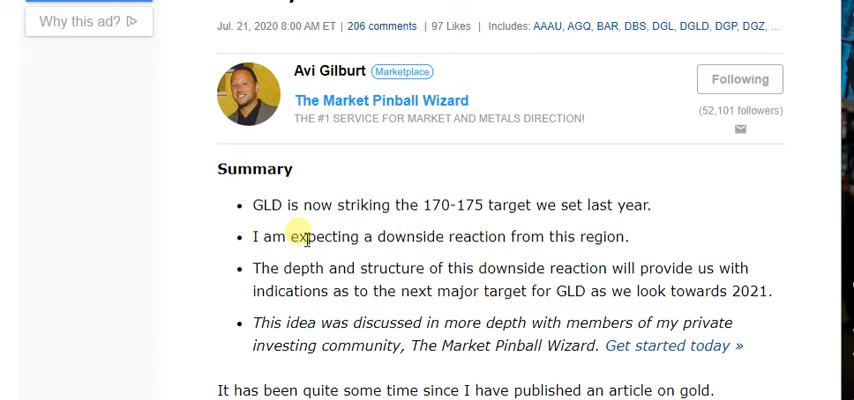 Why this ad?
Jul. 21, 2020 8:00 AM ET | 206 comments | 97 Likes | Includes: AAAU, AGQ, BAR, DBS, DGL, DGLD, DGP, DGZ, ...
Avi Gilburt Marketplace
Following
The Market Pinball Wizard
(52,101 followers)
THE #1 SERVICE FOR MARKET AND METALS DIRECTION!
Summary
• GLD is now striking the 170-175 target we set last year.
• I am expecting a downside reaction from this region.
• The depth and structure of this downside reaction will provide us with
indications as to the next major target for GLD as we look towards 2021.
• This idea was discussed in more depth with members of my private
investing community, The Market Pinball Wizard. Get started today »
It has been quite some time since I have published an article on gold.